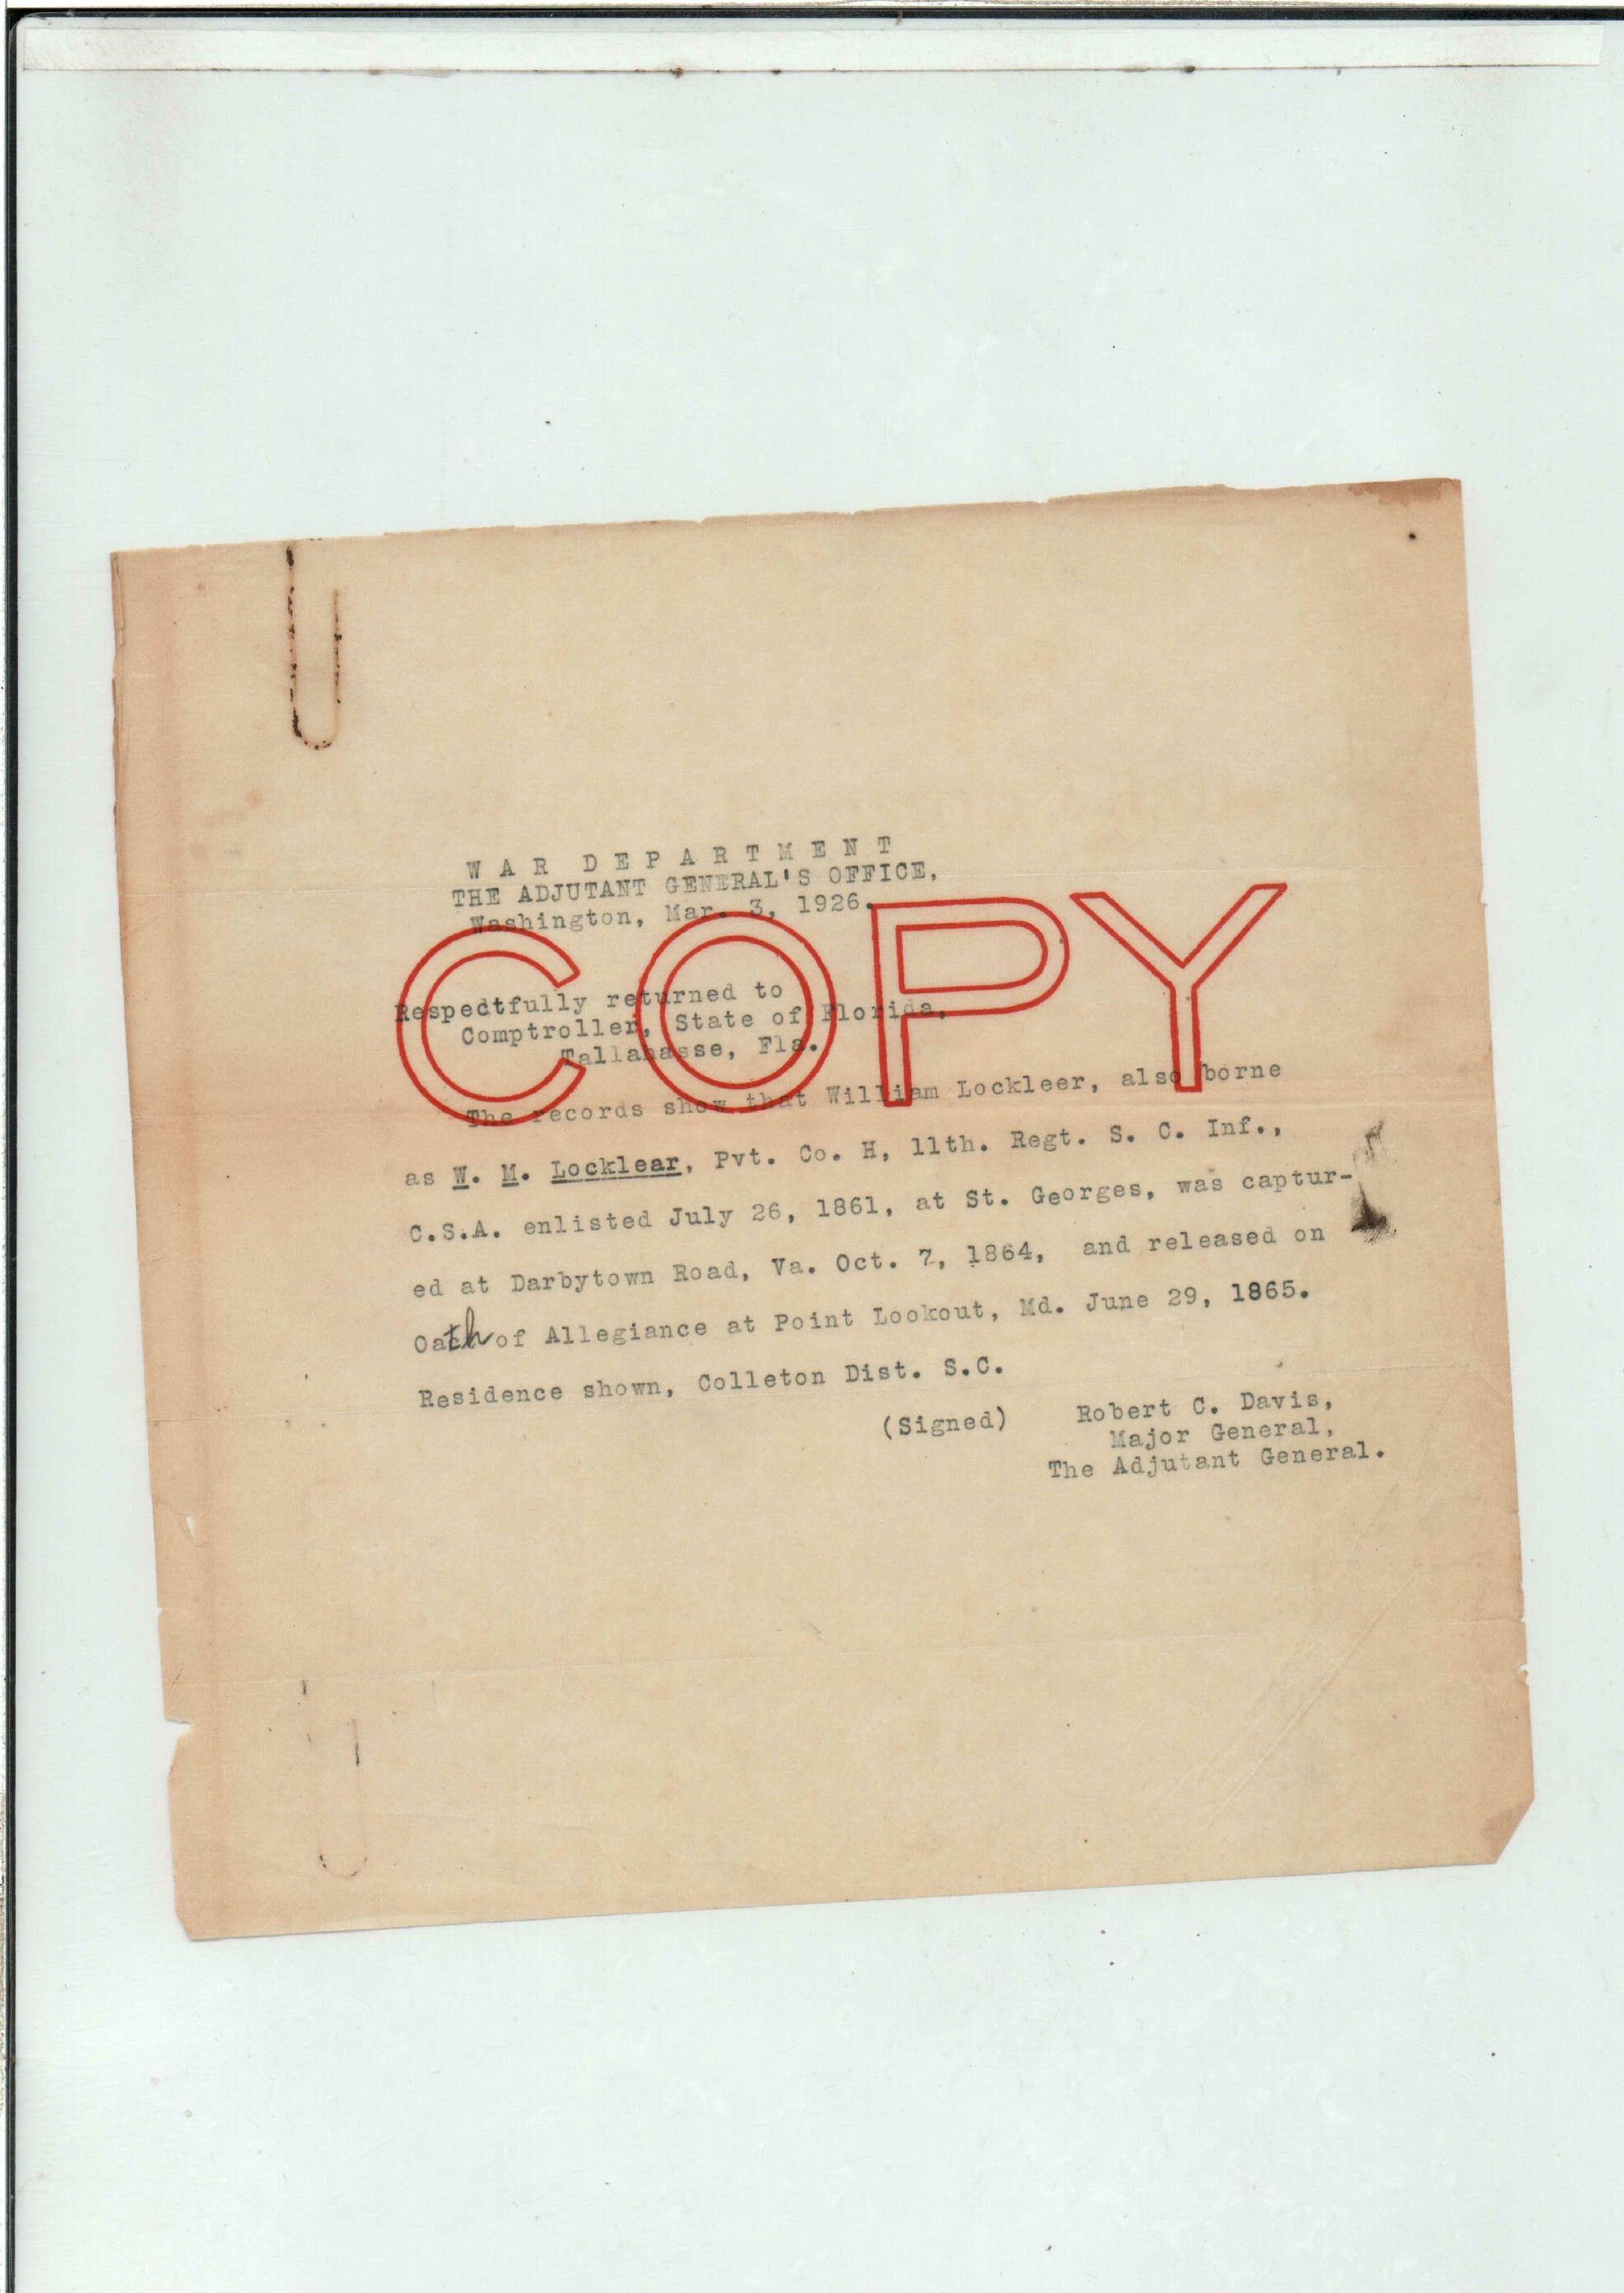 W A R  D E P A R T M E N T
THE ADJUTANT GENERAL'S OFFICE,
Washington, Mar. 3, 1926.
COPY
Respectfully returned to
Comptroller, State of Florida,
Tallahasse, Fla.
The records show that William Lockleer, also borne
as W. M. Locklear, Pvt. Co. H, 11th. Regt. S. C. Inf.,
C.S.A. enlisted July 26, 1861, at St. Georges, was captur-
ed at Darbytown Road, Va. Oct. 7, 1864, and released on
Oath of Allegiance at Point Lookout, Md. June 29, 1865.
Residence shown, Colleton Dist. S.C.
(Signed) Robert C. Davis,
Major General,
The Adjutant General.